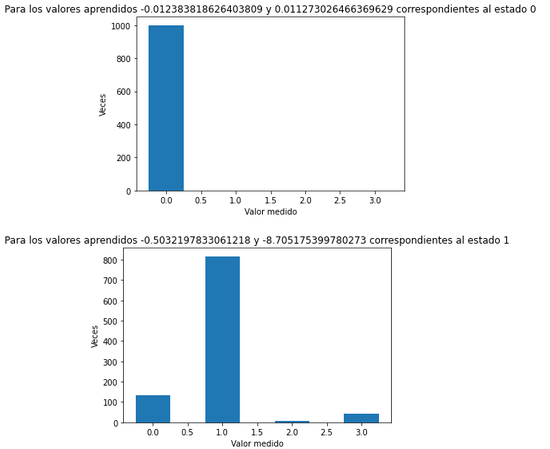 Para los valores aprendidos -0.012383818626403809 y 0.011273026466369629 correspondientes al estado 0
1000
800
600
400
200
0
Veces
0.0 0.5 1.0 1.5 2.0 2.5 3.0
Valor medido
Para los valores aprendidos -0.5032197833061218 y -8.705175399780273 correspondientes al estado 1
800
700
600
500
400
300
200
100
0
Veces
0.0 0.5 1.0 1.5 2.0 2.5 3.0
Valor medido